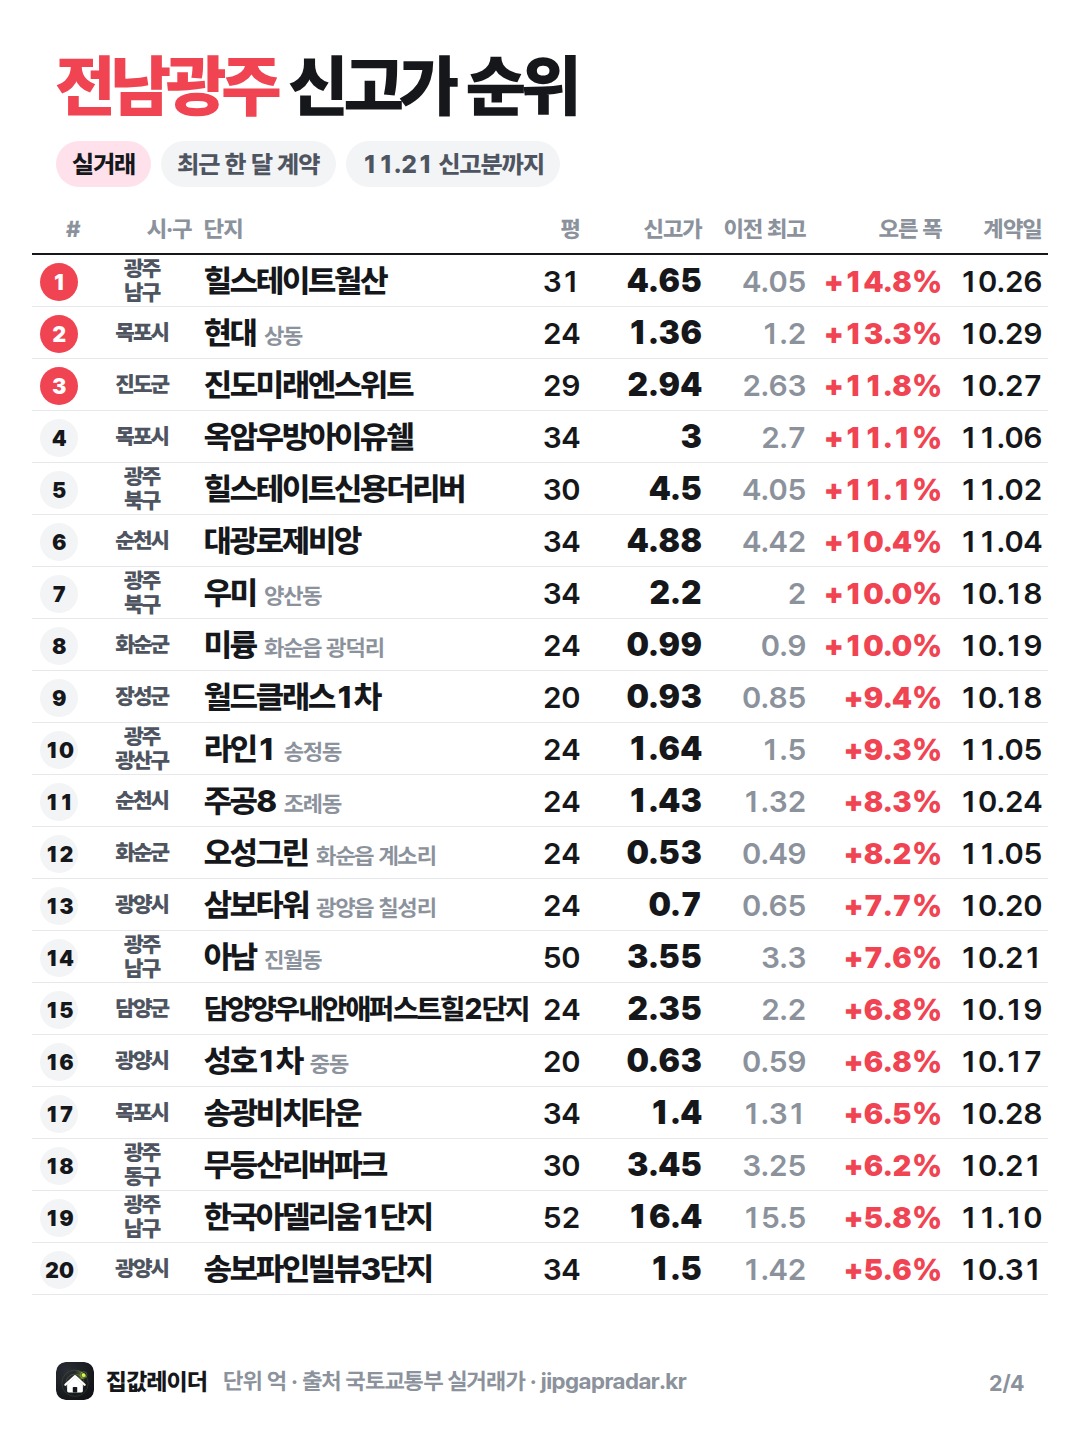 전남광주 신고가 순위
실거래 최근 한 달 계약 11.21 신고분까지
# 시·구 단지 평 신고가 이전 최고 오른 폭 계약일
1 광주 남구 힐스테이트월산 31 4.65 4.05 +14.8% 10.26
2 목포시 현대 상동 24 1.36 1.2 +13.3% 10.29
3 진도군 진도미래엔스위트 29 2.94 2.63 +11.8% 10.27
4 목포시 옥암우방아이유쉘 34 3 2.7 +11.1% 11.06
5 광주 북구 힐스테이트신용더리버 30 4.5 4.05 +11.1% 11.02
6 순천시 대광로제비앙 34 4.88 4.42 +10.4% 11.04
7 광주 북구 우미 양산동 34 2.2 2 +10.0% 10.18
8 화순군 미륭 화순읍 광덕리 24 0.99 0.9 +10.0% 10.19
9 장성군 월드클래스1차 20 0.93 0.85 +9.4% 10.18
10 광주 광산구 라인1 송정동 24 1.64 1.5 +9.3% 11.05
11 순천시 주공8 조례동 24 1.43 1.32 +8.3% 10.24
12 화순군 오성그린 화순읍 계소리 24 0.53 0.49 +8.2% 11.05
13 광양시 삼보타워 광양읍 칠성리 24 0.7 0.65 +7.7% 10.20
14 광주 남구 아남 진월동 50 3.55 3.3 +7.6% 10.21
15 담양군 담양양우내안애퍼스트힐2단지 24 2.35 2.2 +6.8% 10.19
16 광양시 성호1차 중동 20 0.63 0.59 +6.8% 10.17
17 목포시 송광비치타운 34 1.4 1.31 +6.5% 10.28
18 광주 동구 무등산리버파크 30 3.45 3.25 +6.2% 10.21
19 광주 남구 한국아델리움1단지 52 16.4 15.5 +5.8% 11.10
20 광양시 송보파인빌뷰3단지 34 1.5 1.42 +5.6% 10.31
집값레이더 단위 억 · 출처 국토교통부 실거래가 · jipgapradar.kr 2/4